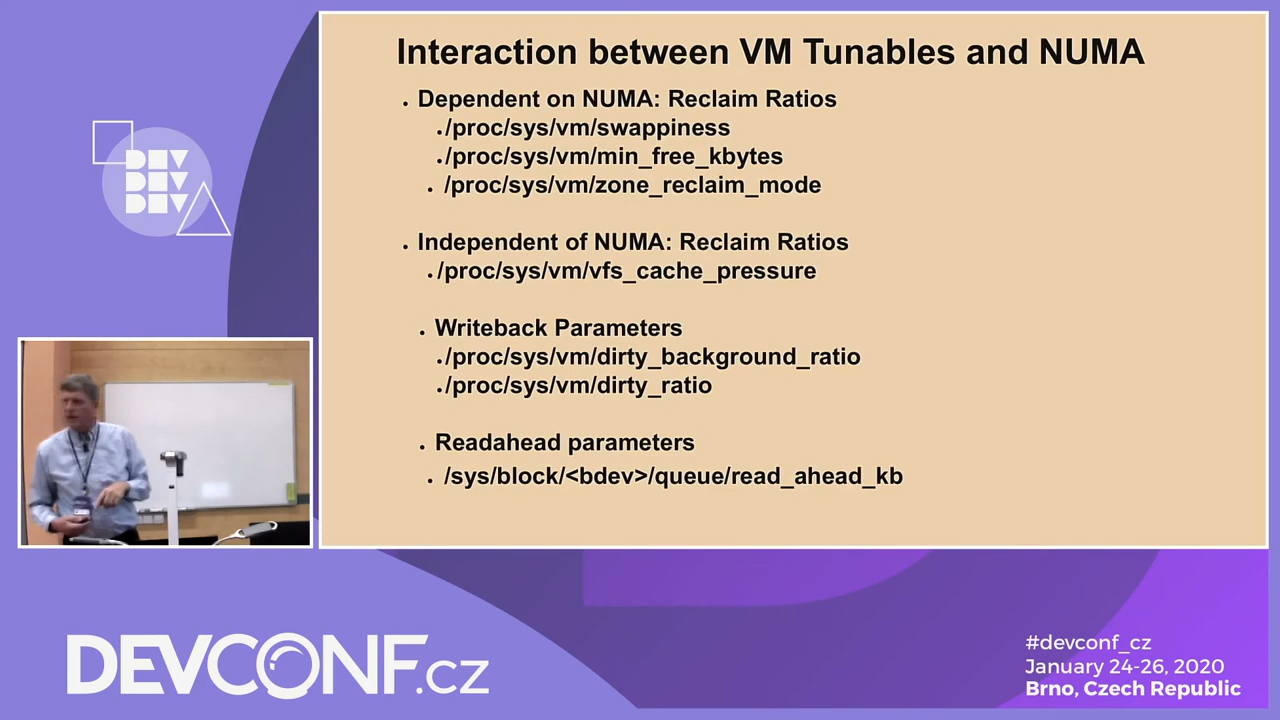 Interaction between VM Tunables and NUMA
. Dependent on NUMA: Reclaim Ratios
./proc/sys/vm/swappiness
./proc/sys/vm/min_free_kbytes
. /proc/sys/vm/zone_reclaim_mode
. Independent of NUMA: Reclaim Ratios
./proc/sys/vm/vfs_cache_pressure
. Writeback Parameters
./proc/sys/vm/dirty_background_ratio
./proc/sys/vm/dirty_ratio
. Readahead parameters
. /sys/block/<bdev>/queue/read_ahead_kb
DEV
DEV
DEV
DEVCONF.cz
#devconf_cz
January 24-26, 2020
Brno, Czech Republic